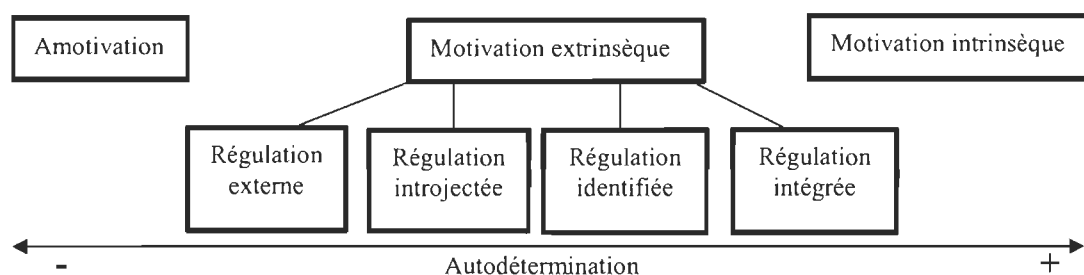 Amotivation
Motivation extrinsèque
Motivation intrinsèque
Régulation
externe
Régulation
introjectée
Régulation
identifiée
Régulation
intégrée
-
Autodétermination
+